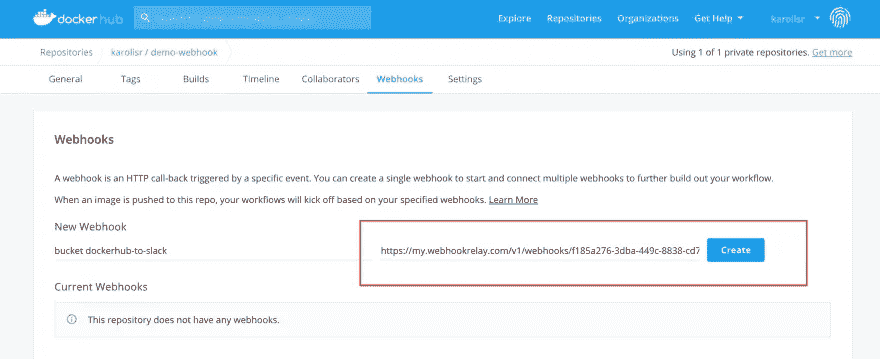 docker hub
Explore Repositories Organizations Get Help karolisr
Repositories karolisr / demo-webhook Using 1 of 1 private repositories. Get more
General Tags Builds Timeline Collaborators Webhooks Settings
Webhooks
A webhook is an HTTP call-back triggered by a specific event. You can create a single webhook to start and connect multiple webhooks to further build out your workflow.
When an image is pushed to this repo, your workflows will kick off based on your specified webhooks. Learn More
New Webhook
bucket dockerhub-to-slack https://my.webhookrelay.com/v1/webhooks/f185a276-3dba-449c-8838-cd7 Create
Current Webhooks
This repository does not have any webhooks.